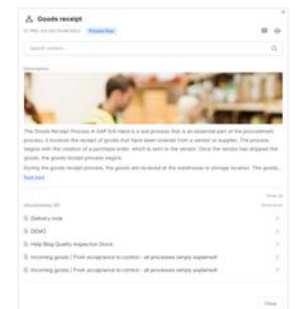 Goods receipt
Process flow
Search content...
Description
The Goods Receipt Process in SAP S/4 Hana is a sub process that is an essential part of the procurement
process. It involves the receipt of goods that have been ordered from a vendor or supplier. The process
begins with the creation of a purchase order, which is sent to the vendor. Once the vendor has shipped the
goods, the goods receipt process begins.
During the goods receipt process, the goods are received at the warehouse or storage location. The goods...
Read more
Show all
Attachments
Show more
Delivery note
DEMO
Help Blog Quality Inspection Goods
Incoming goods | From acceptance to control - all processes simply explained!
Incoming goods | From acceptance to control - all processes simply explained!
Close